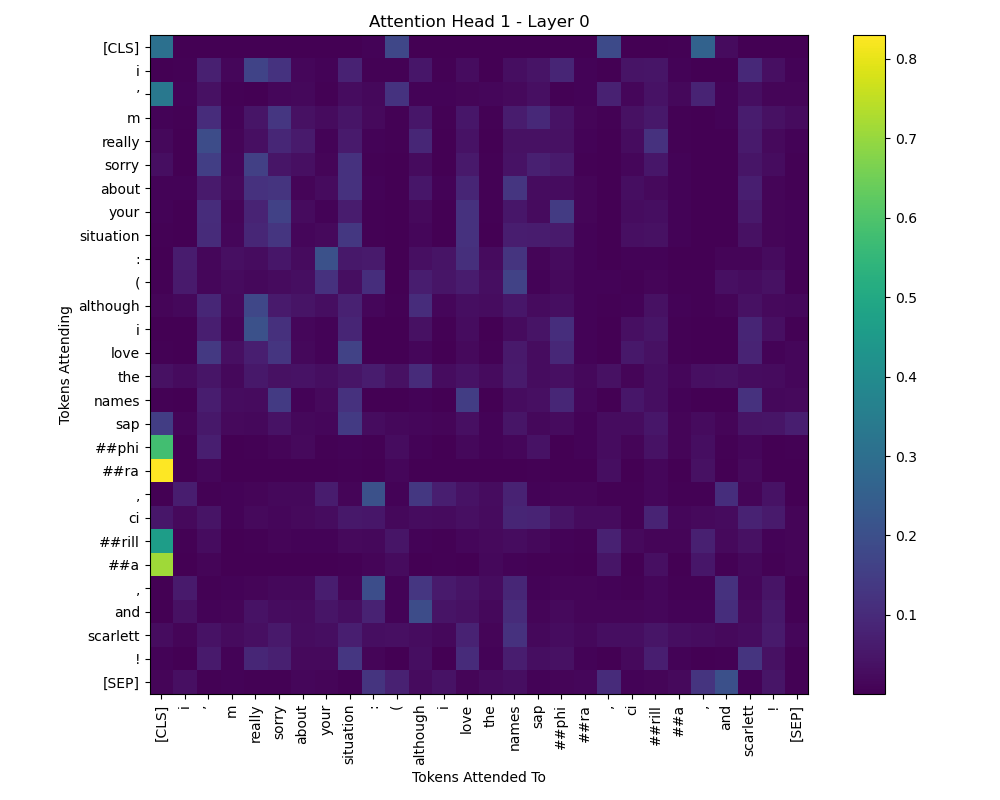 Attention Head 1 - Layer 0
[CLS]
i
’
m
really
sorry
about
your
situation
:
(
although
i
love
the
names
sap
##phi
##ra
,
ci
##rill
##a
,
and
scarlett
!
[SEP]
Tokens Attending
[CLS]
i
’
m
really
sorry
about
your
situation
:
(
although
i
love
the
names
sap
##phi
##ra
,
ci
##rill
##a
,
and
scarlett
!
[SEP]
Tokens Attended To
0.8
0.7
0.6
0.5
0.4
0.3
0.2
0.1